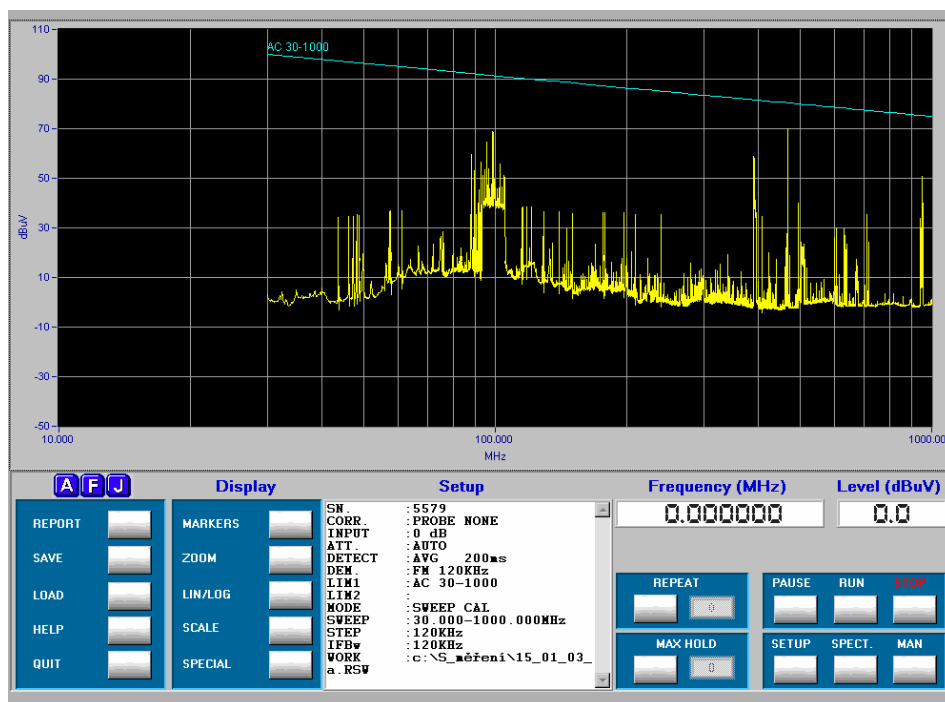 110
AC 30-1000
90
70
50
dBuV
30
10
-10
-30
-50
10.000 100.000 1000.00
MHz
A F J Display Setup Frequency (MHz) Level (dBuV)
0.000000 0.0
REPORT MARKERS
SAVE ZOOM
LOAD LIN/LOG
HELP SCALE
QUIT SPECIAL
SN. :5579
CORR. :PROBE NONE
INPUT :0 dB
ATT. :AUTO
DETECT :AVG 200ms
DEM. :FM 120KHz
LIM1 :AC 30-1000
LIM2 :
MODE :SWEEP CAL
SWEEP :30.000-1000.000MHz
STEP :120KHz
IFBw :120KHz
WORK :c:\S_měření\15_01_03_
a.RSW
REPEAT PAUSE RUN STOP
0
MAX HOLD SETUP SPECT. MAN
0